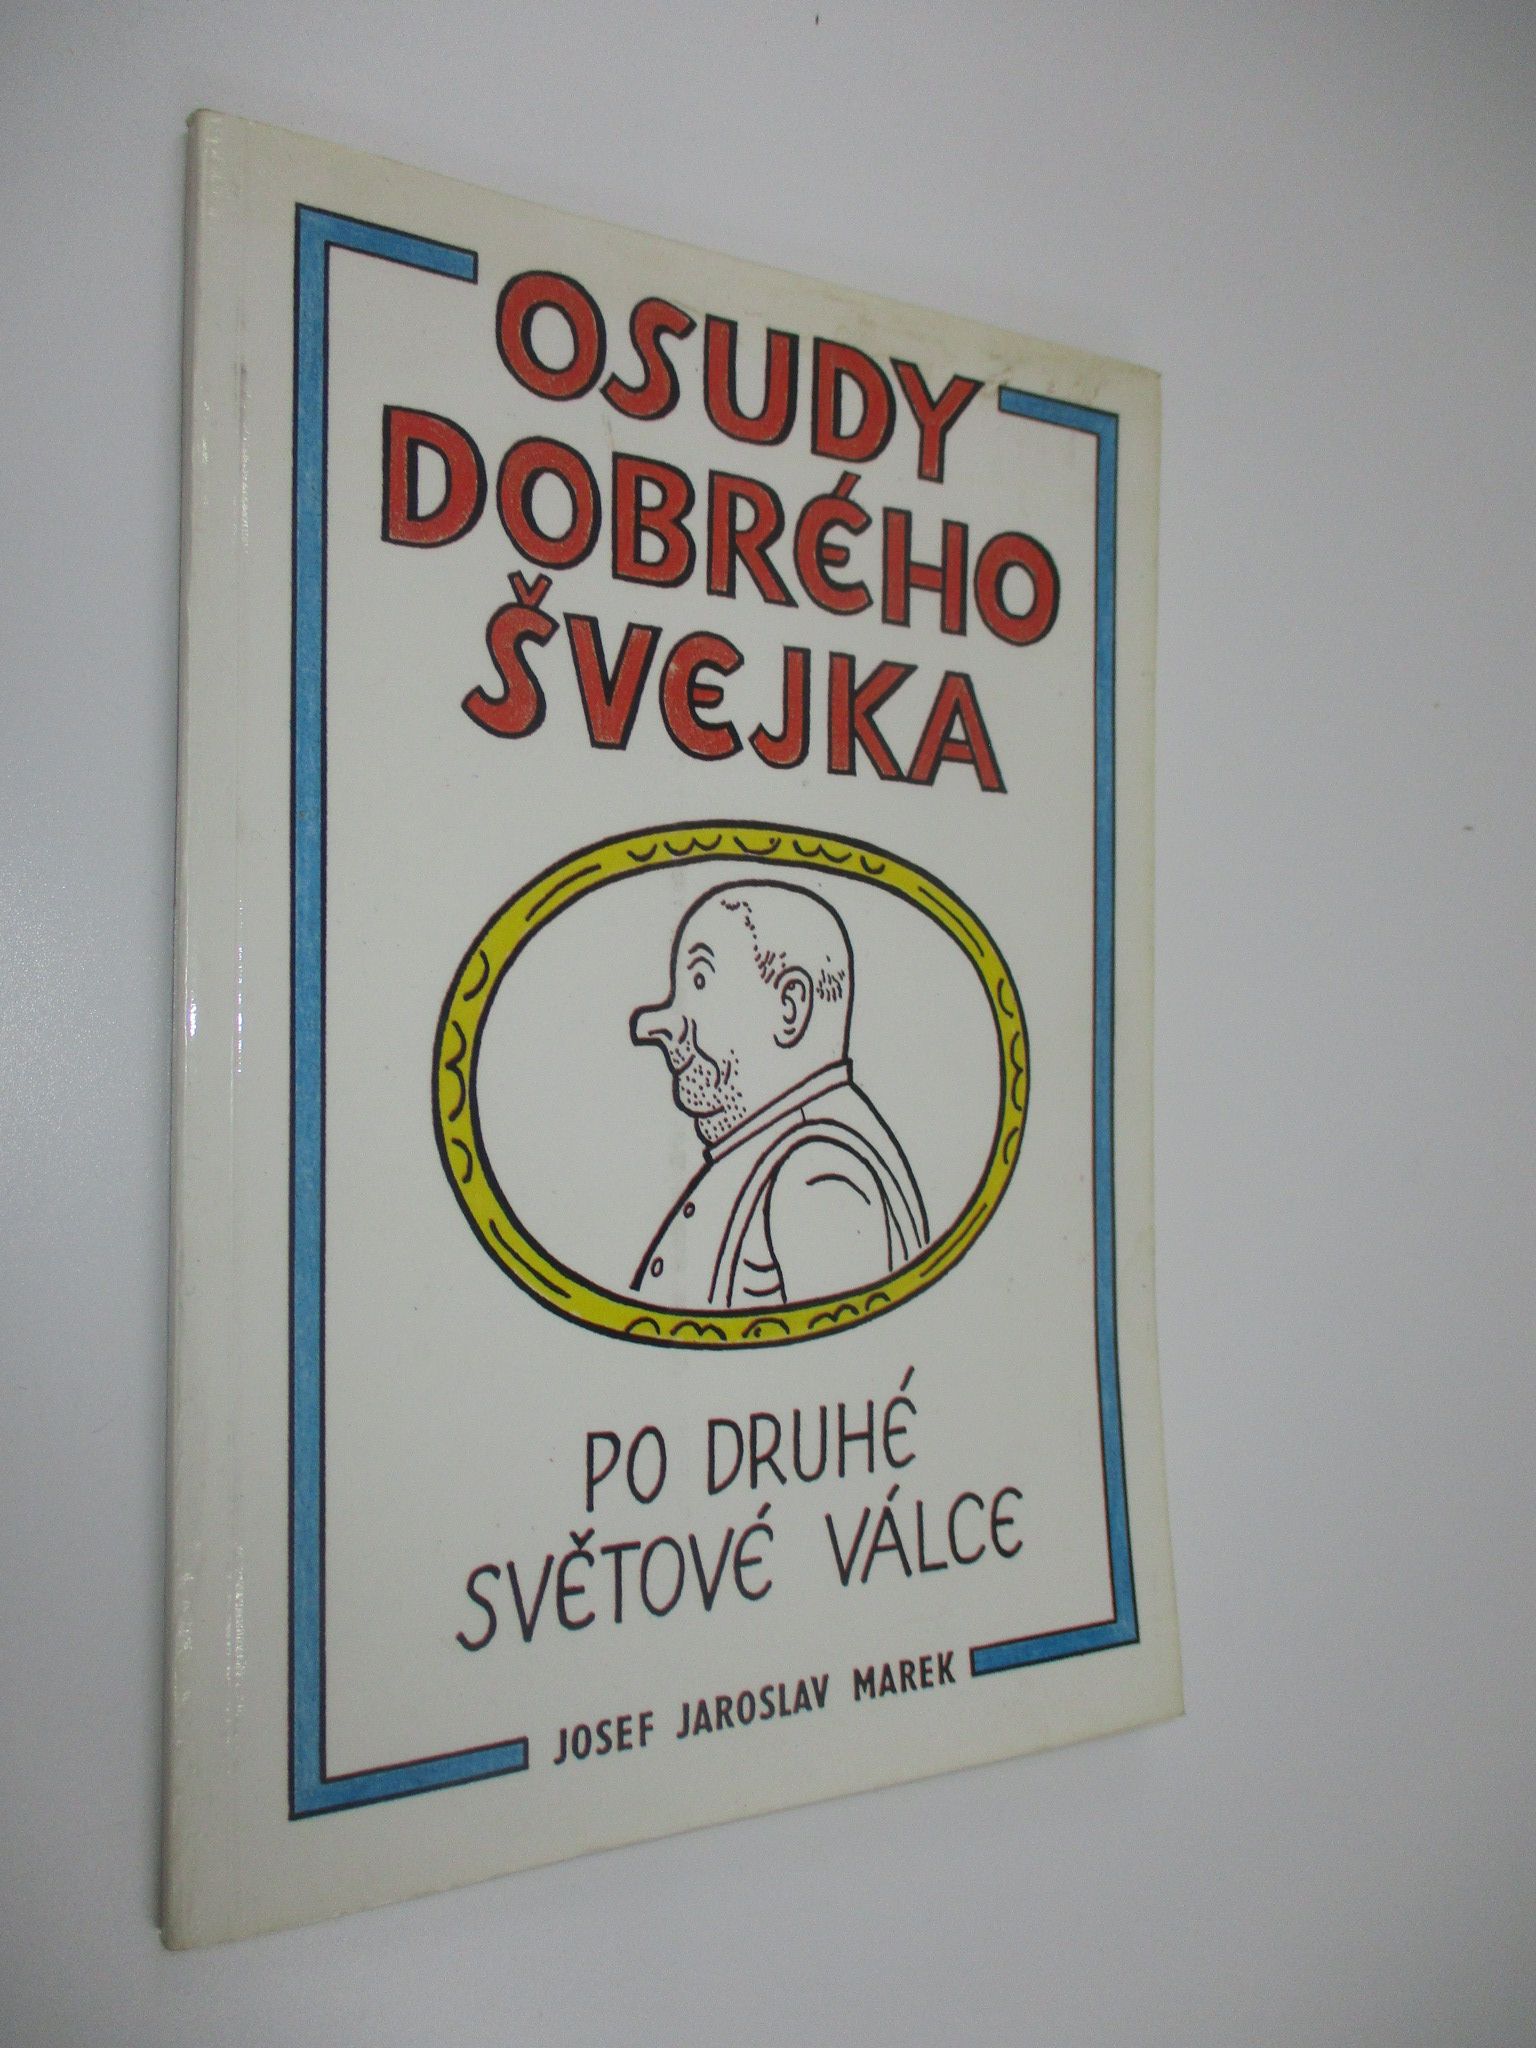 OSUDY
DOBRÉHO
ŠVEJKA
PO DRUHÉ
SVĚTOVÉ VÁLCE
JOSEF JAROSLAV MAREK